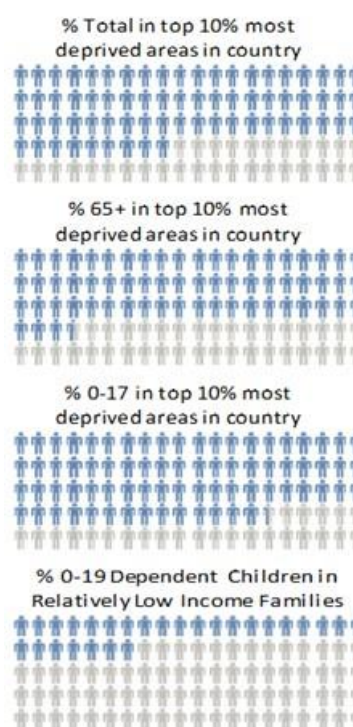 % Total in top 10% most
deprived areas in country
% 65+ in top 10% most
deprived areas in country
% 0-17 in top 10% most
deprived areas in country
% 0-19 Dependent Children in
Relatively Low Income Families